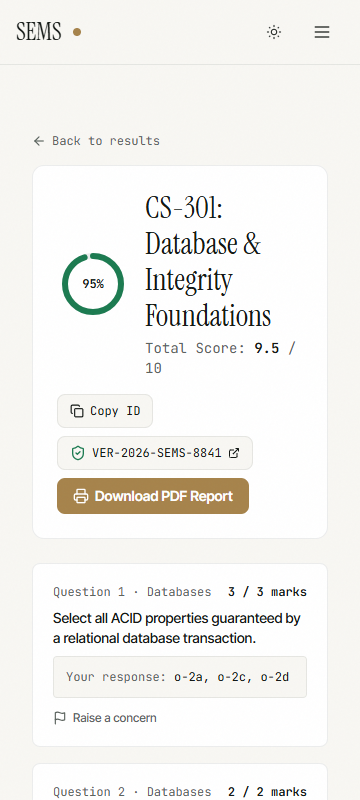 SEMS
Back to results
95%
CS-301:
Database &
Integrity
Foundations
Total Score: 9.5 /
10
Copy ID
VER-2026-SEMS-8841
Download PDF Report
Question 1 · Databases 3 / 3 marks
Select all ACID properties guaranteed by
a relational database transaction.
Your response: o-2a, o-2c, o-2d
Raise a concern
Question 2 · Databases 2 / 2 marks